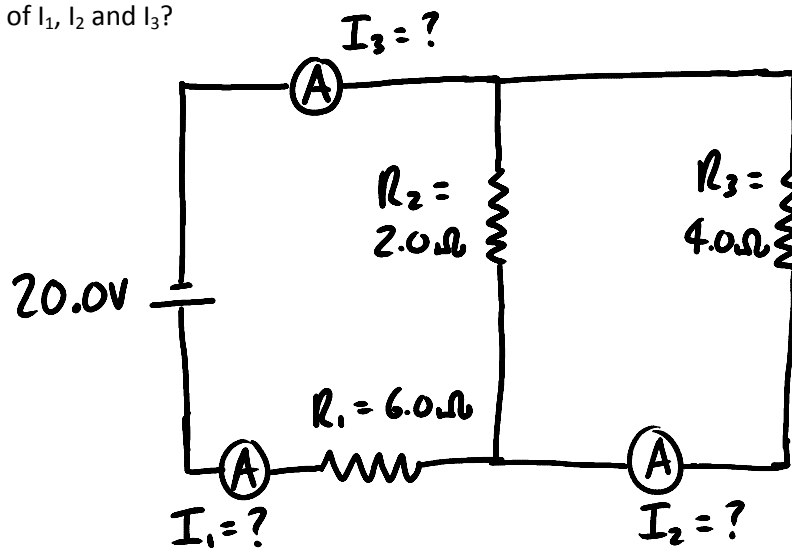 of I₁, I₂ and I₃?
I₃ = ?
A
R₂ =
2.0Ω
R₃ =
4.0Ω
20.0V
R₁ = 6.0Ω
A
A
I₁ = ?
I₂ = ?